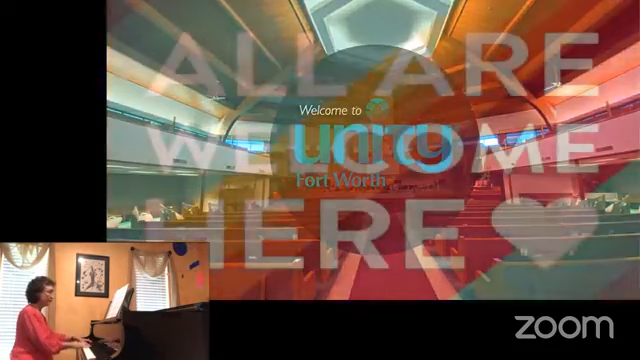 ALL ARE
Welcome to
WELCOME
unity
Fort Worth
HERE
zoom